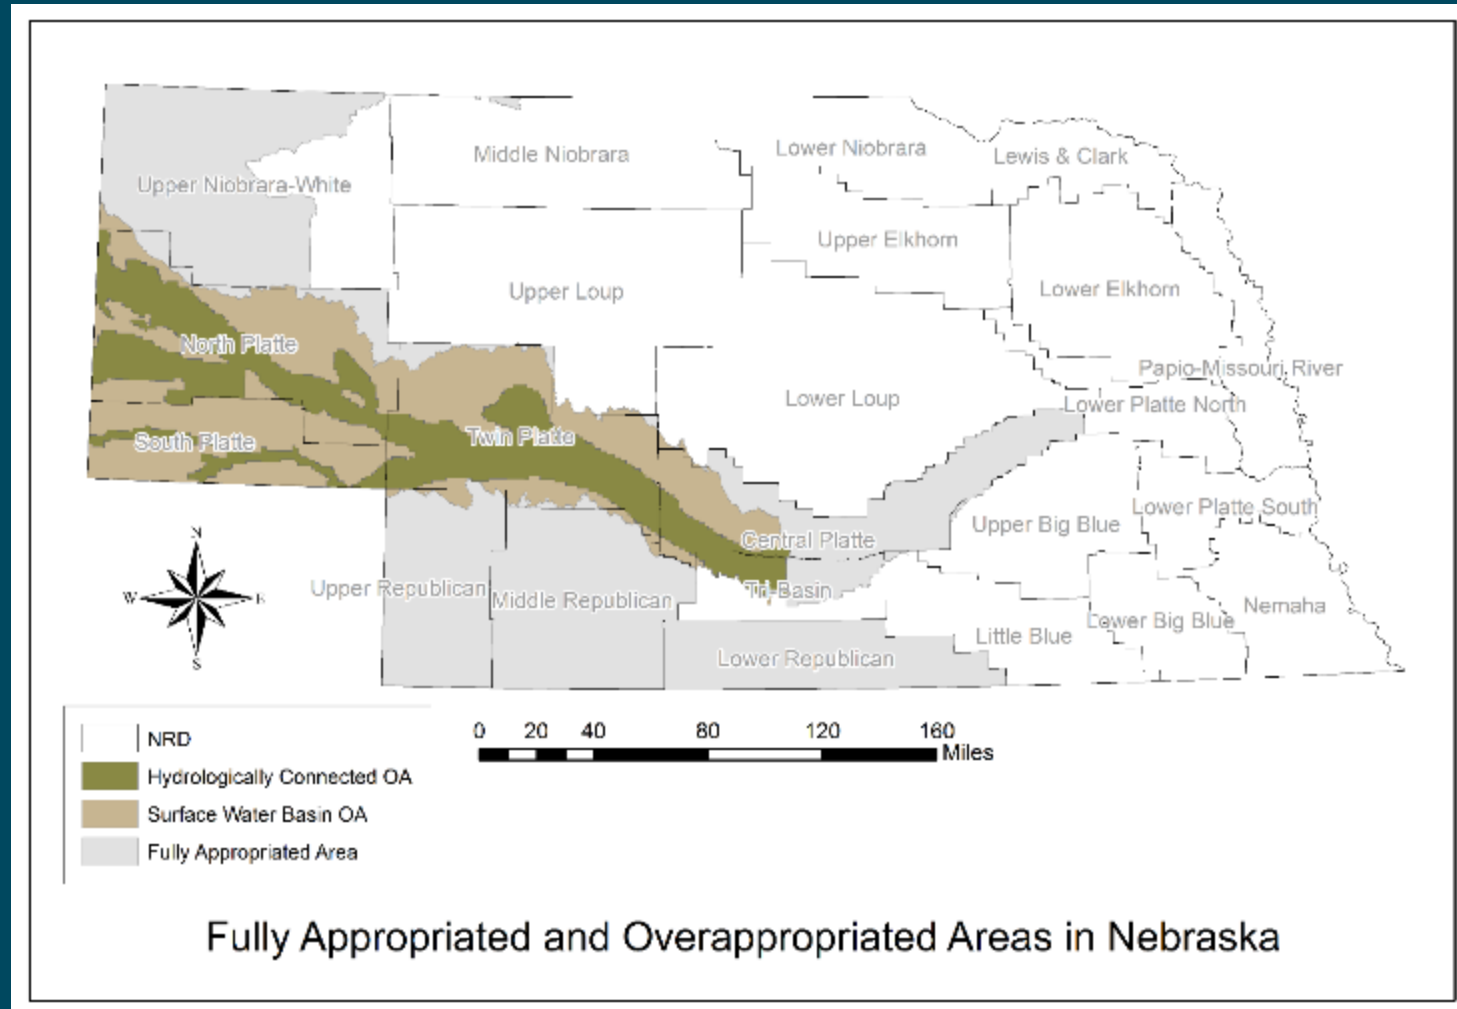 Middle Niobrara
Lower Niobrara
Lewis & Clark
Upper Niobrara-White
Upper Elkhorn
Upper Loup
Lower Elkhorn
North Platte
Papio-Missouri River
Lower Loup
Lower Platte North
South Platte
Twin Platte
Lower Platte South
Upper Big Blue
Central Platte
Upper Republican
Middle Republican
Tri-Basin
Nemaha
Lower Big Blue
Little Blue
Lower Republican
N
W E
S
0 20 40 80 120 160
Miles
NRD
Hydrologically Connected OA
Surface Water Basin OA
Fully Appropriated Area
Fully Appropriated and Overappropriated Areas in Nebraska